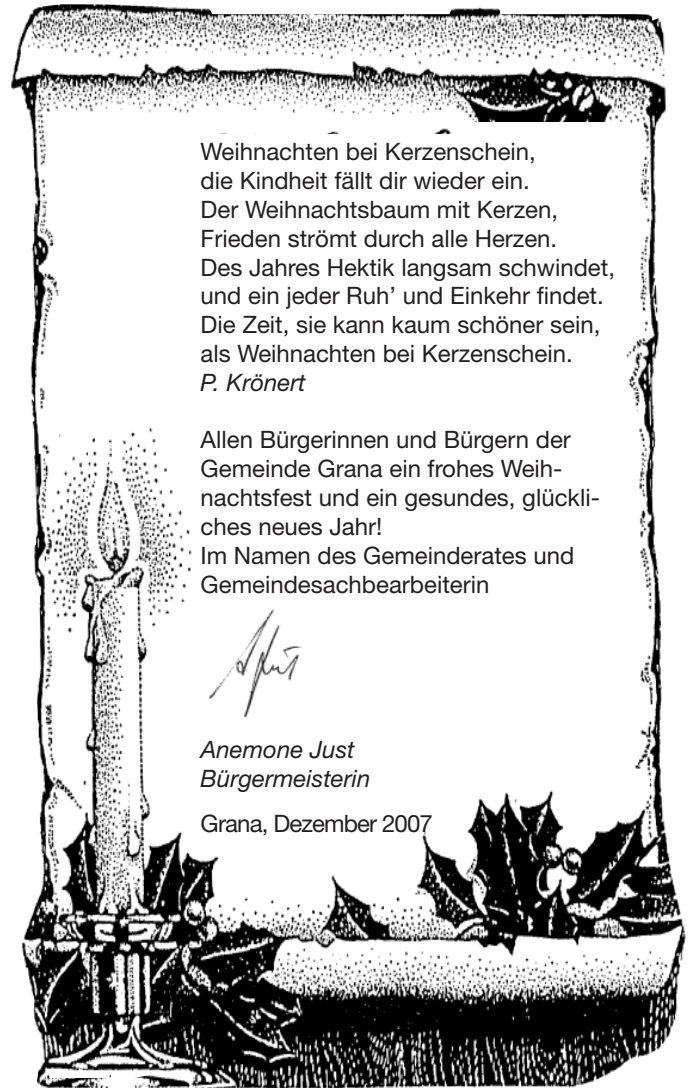 Weihnachten bei Kerzenschein,
die Kindheit fällt dir wieder ein.
Der Weihnachtsbaum mit Kerzen,
Frieden strömt durch alle Herzen.
Des Jahres Hektik langsam schwindet,
und ein jeder Ruh’ und Einkehr findet.
Die Zeit, sie kann kaum schöner sein,
als Weihnachten bei Kerzenschein.
P. Krönert
Allen Bürgerinnen und Bürgern der
Gemeinde Grana ein frohes Weih-
nachtsfest und ein gesundes, glückli-
ches neues Jahr!
Im Namen des Gemeinderates und
Gemeindesachbearbeiterin
Anemone Just
Bürgermeisterin
Grana, Dezember 2007